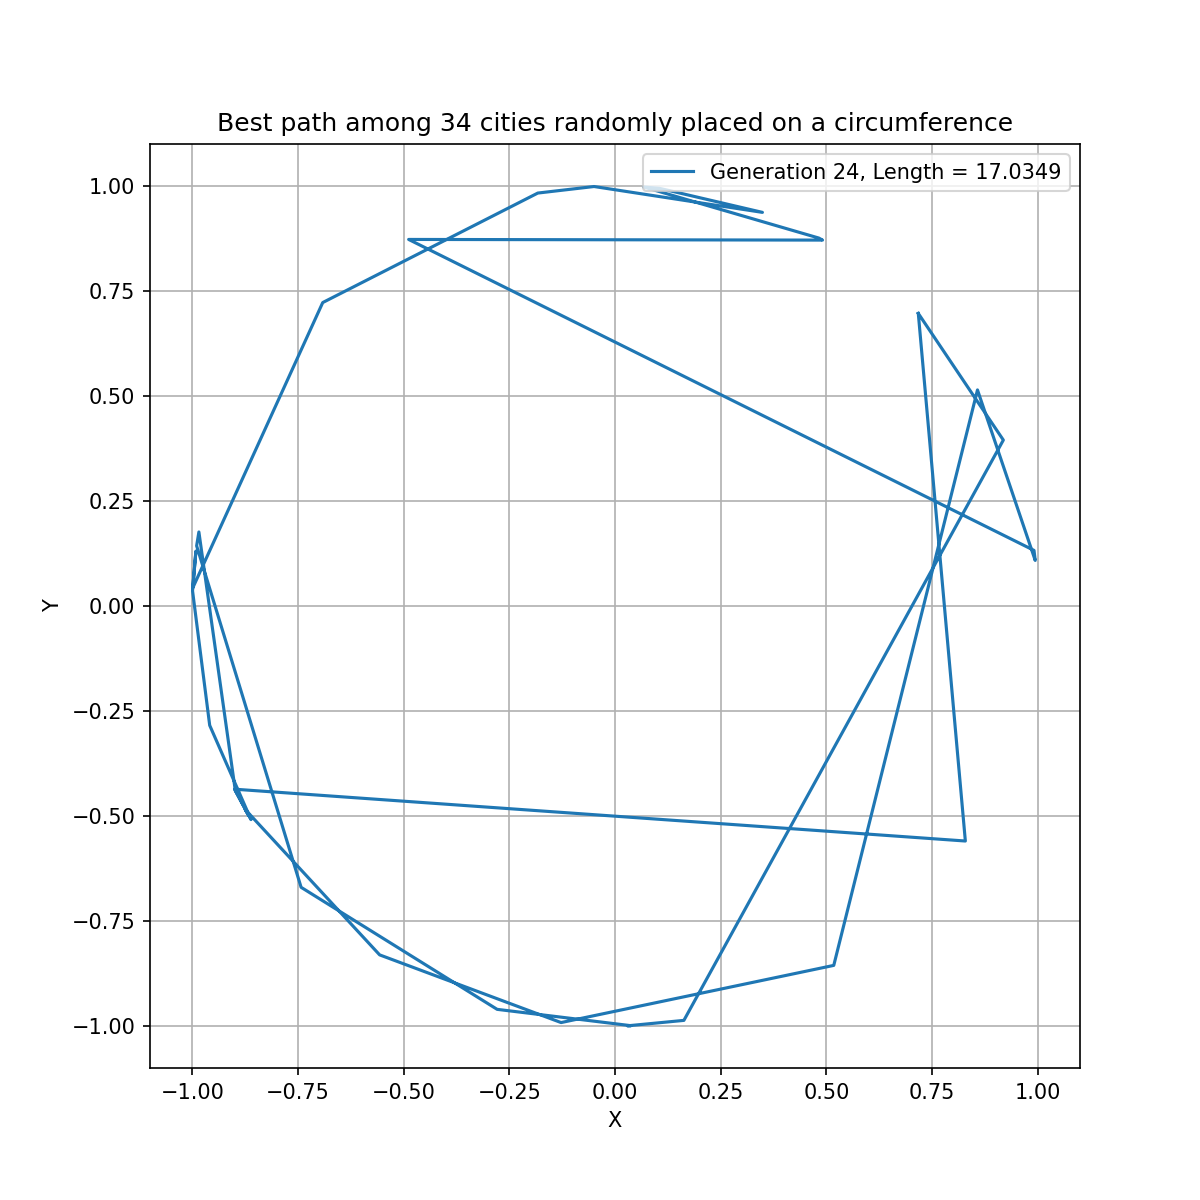 Best path among 34 cities randomly placed on a circumference
Generation 24, Length = 17.0349
1.00
0.75
0.50
0.25
0.00
−0.25
−0.50
−0.75
−1.00
Y
−1.00 −0.75 −0.50 −0.25 0.00 0.25 0.50 0.75 1.00
X